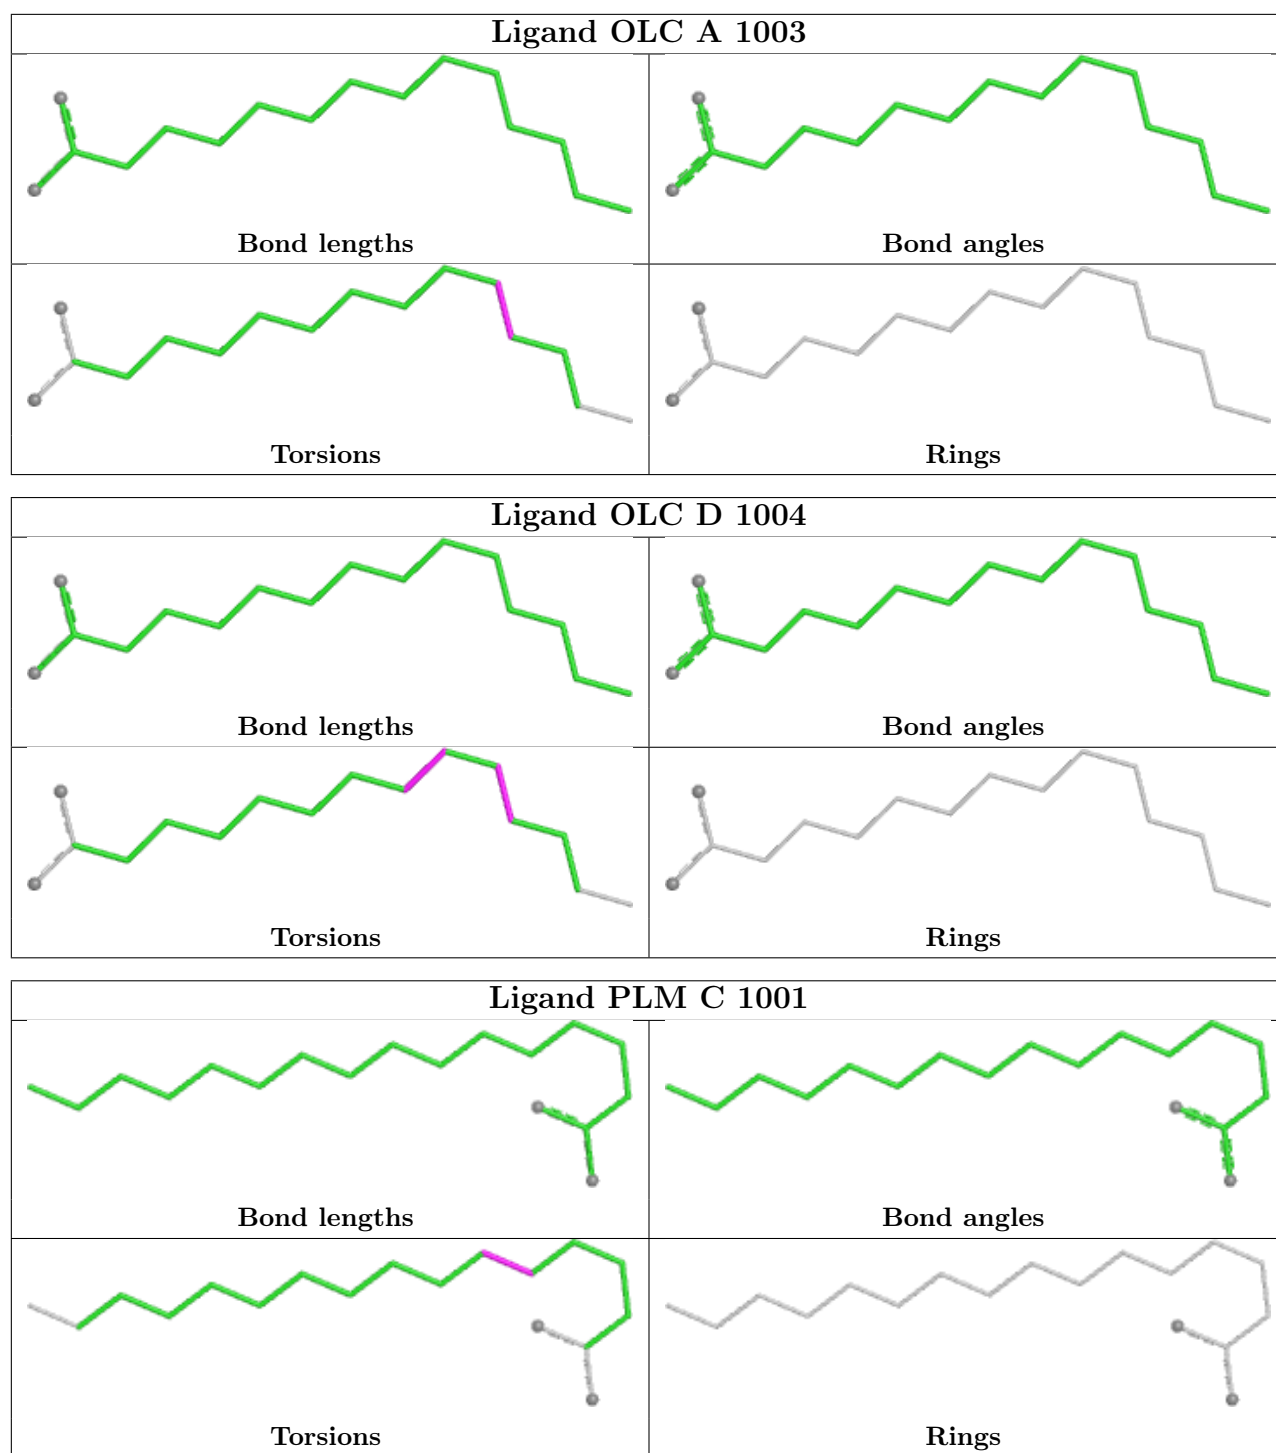 Ligand OLC A 1003
Bond lengths
Bond angles
Torsions
Rings
Ligand OLC D 1004
Bond lengths
Bond angles
Torsions
Rings
Ligand PLM C 1001
Bond lengths
Bond angles
Torsions
Rings